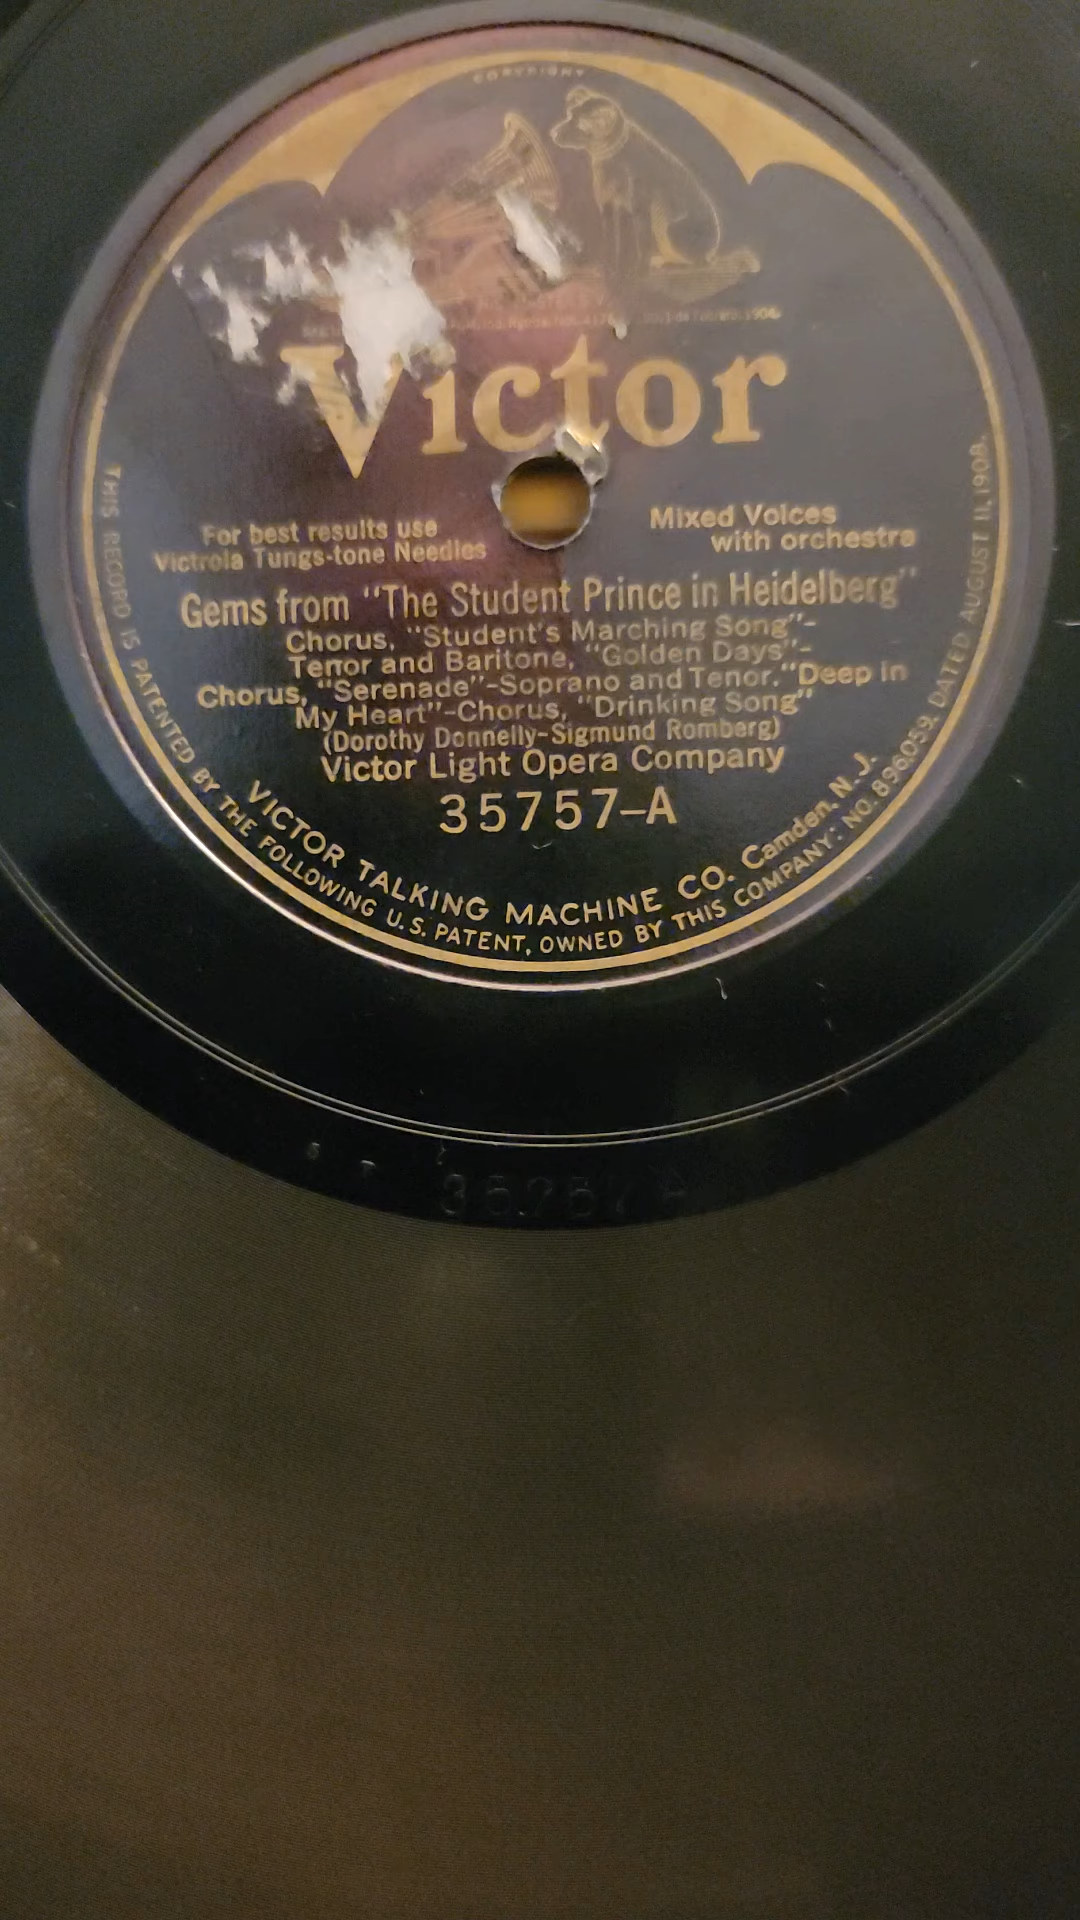 COPYRIGHT
Victor
For best results use
Victrola Tungs-tone Needles
Mixed Voices
with orchestra
Gems from "The Student Prince in Heidelberg"
Chorus, "Student's Marching Song"-
Tenor and Baritone, "Golden Days"-
Chorus, "Serenade"-Soprano and Tenor, "Deep in
My Heart"-Chorus, "Drinking Song"
(Dorothy Donnelly-Sigmund Romberg)
Victor Light Opera Company
35757-A
VICTOR TALKING MACHINE CO. Camden, N. J.
THIS RECORD IS PATENTED BY THE FOLLOWING U.S. PATENT, OWNED BY THIS COMPANY: NO. 896059, DATED AUGUST 11, 1908.
35757 A